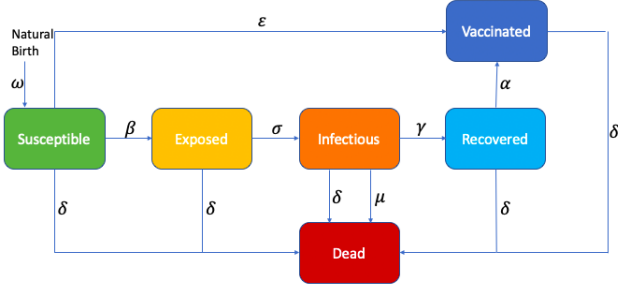 ε
Vaccinated
Natural
Birth
ω
α
Susceptible
β
Exposed
σ
Infectious
γ
Recovered
δ
δ
δ
δ
μ
δ
Dead